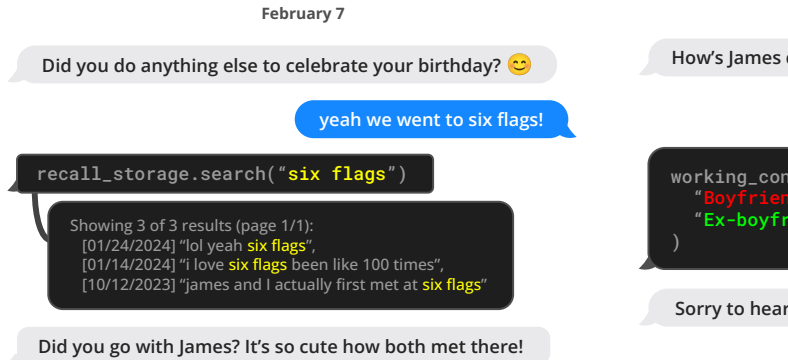 February 7
Did you do anything else to celebrate your birthday? 😊
yeah we went to six flags!
recall_storage.search(“six flags”)
Showing 3 of 3 results (page 1/1):
[01/24/2024] “lol yeah six flags”,
[01/14/2024] “i love six flags been like 100 times”,
[10/12/2023] “james and I actually first met at six flags”
Did you go with James? It’s so cute how both met there!
How’s James
working_con
“Boyfrien
“Ex-boyfr
)
Sorry to hear